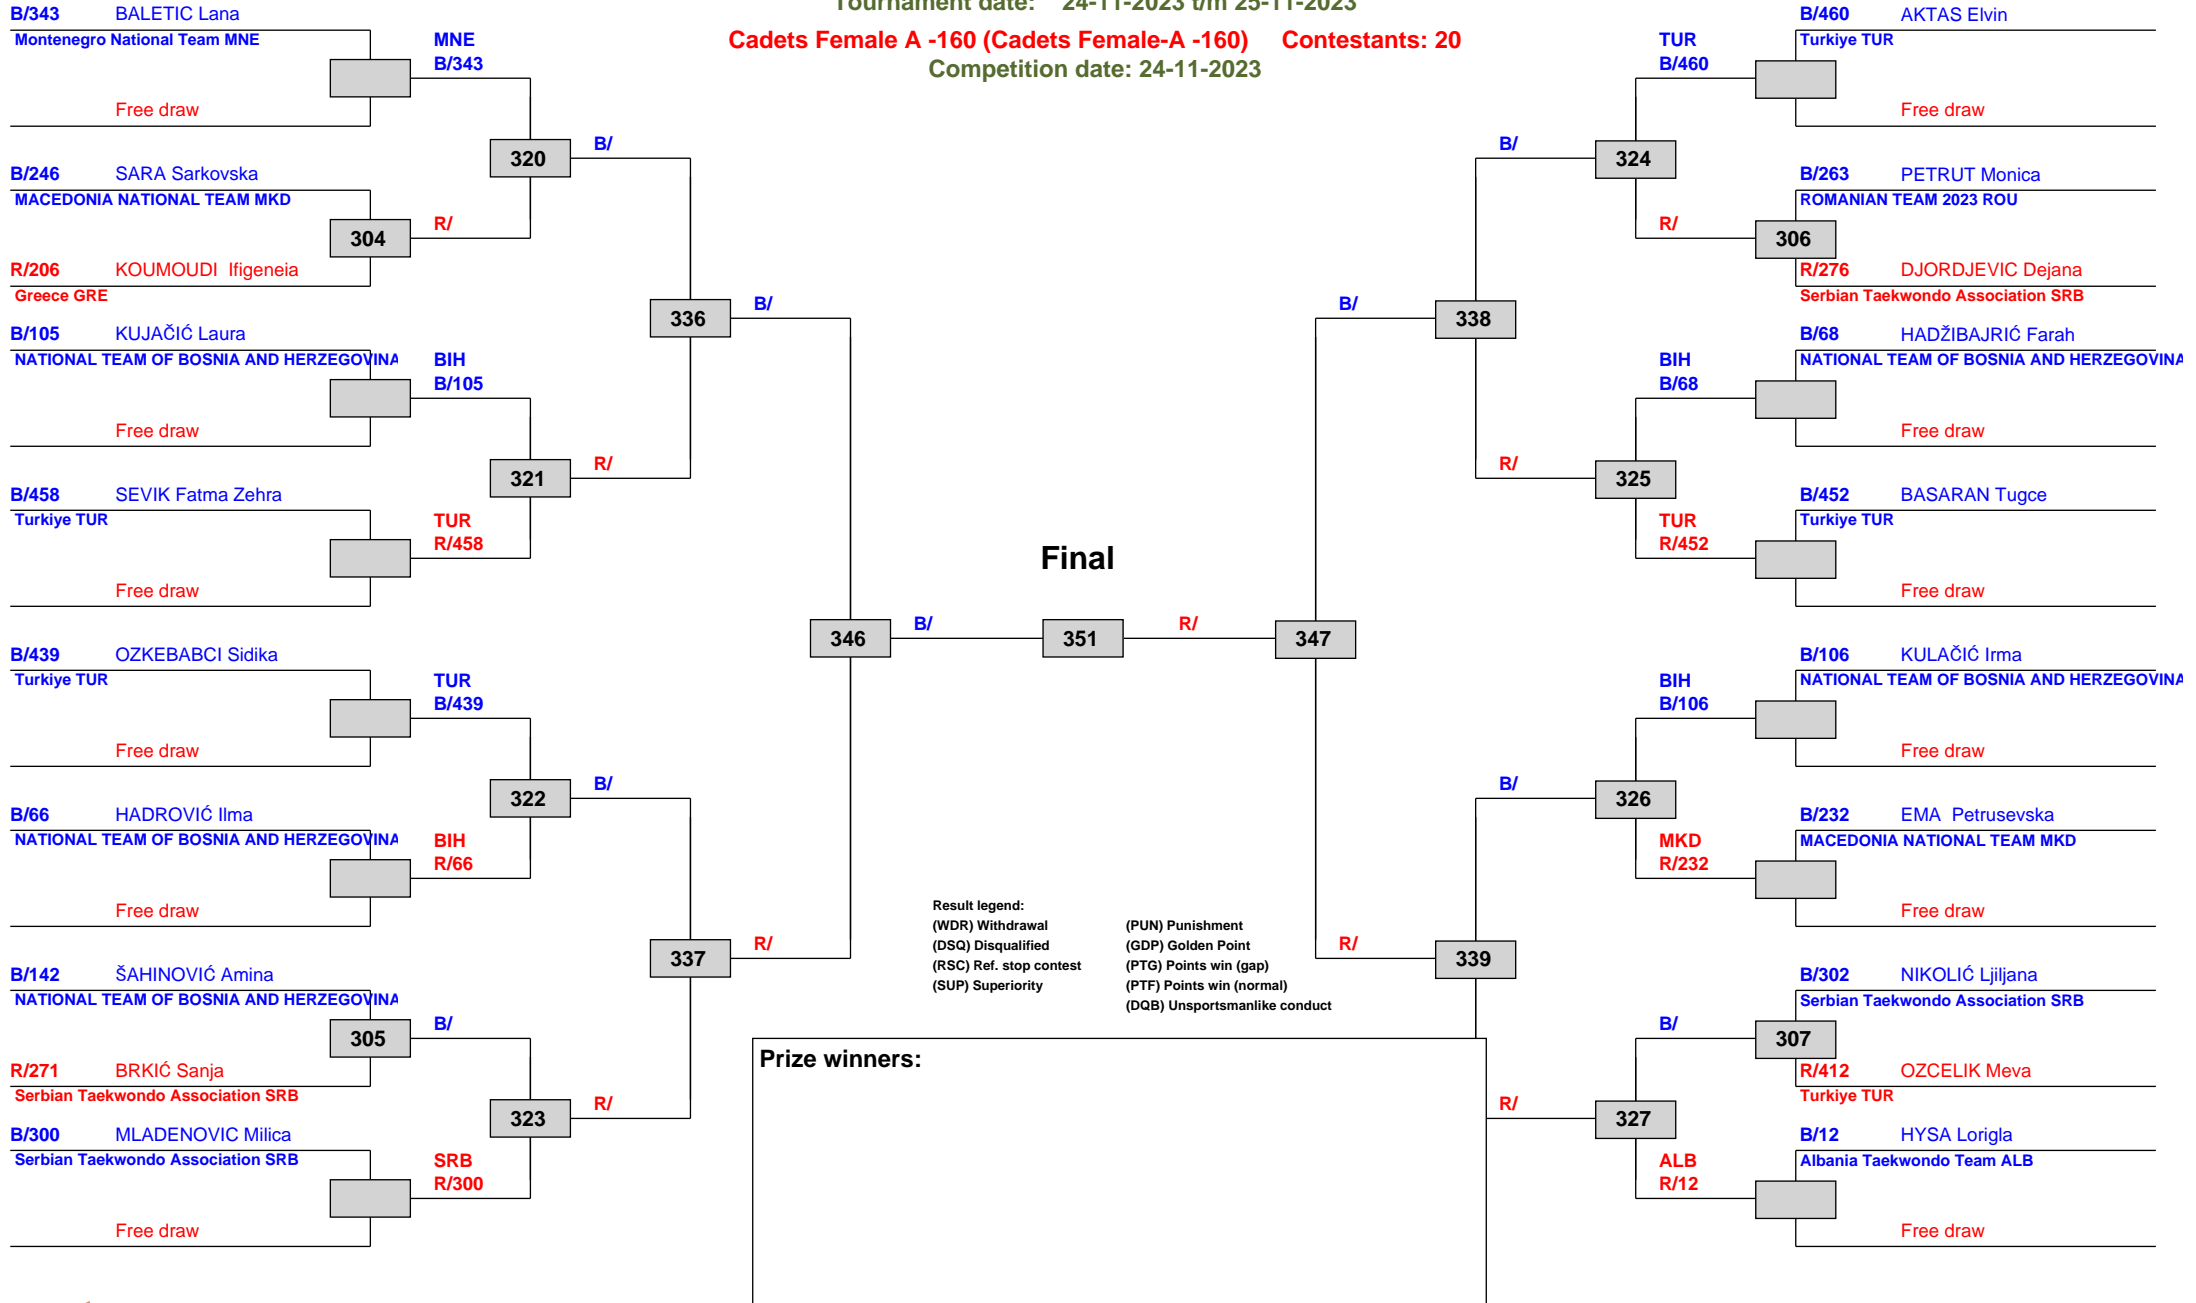 Tournament date: 24-11-2023 t/m 25-11-2023
Cadets Female A -160 (Cadets Female-A -160) Contestants: 20
Competition date: 24-11-2023
B/343 BALETIC Lana
Montenegro National Team MNE
MNE
B/343
Free draw
320
B/
B/246 SARA Sarkovska
MACEDONIA NATIONAL TEAM MKD
304
R/
R/206 KOUMOUDI Ifigeneia
Greece GRE
336
B/
B/105 KUJAČIĆ Laura
NATIONAL TEAM OF BOSNIA AND HERZEGOVINA
BIH
B/105
Free draw
321
R/
B/458 SEVIK Fatma Zehra
Turkiye TUR
TUR
R/458
Free draw
346
B/
B/439 OZKEBABCI Sidika
Turkiye TUR
TUR
B/439
Free draw
322
B/
B/66 HADROVIĆ Ilma
NATIONAL TEAM OF BOSNIA AND HERZEGOVINA
BIH
R/66
Free draw
337
R/
B/142 ŠAHINOVIĆ Amina
NATIONAL TEAM OF BOSNIA AND HERZEGOVINA
305
B/
R/271 BRKIĆ Sanja
Serbian Taekwondo Association SRB
323
R/
B/300 MLADENOVIC Milica
Serbian Taekwondo Association SRB
SRB
R/300
Free draw
Final
351
R/
347
Result legend:
(WDR) Withdrawal (PUN) Punishment
(DSQ) Disqualified (GDP) Golden Point
(RSC) Ref. stop contest (PTG) Points win (gap)
(SUP) Superiority (PTF) Points win (normal)
(DQB) Unsportsmanlike conduct
Prize winners:
B/460 AKTAS Elvin
Turkiye TUR
TUR
B/460
Free draw
B/
324
B/263 PETRUT Monica
ROMANIAN TEAM 2023 ROU
R/
306
R/276 DJORDJEVIC Dejana
Serbian Taekwondo Association SRB
B/
338
B/68 HADŽIBAJRIĆ Farah
NATIONAL TEAM OF BOSNIA AND HERZEGOVINA
BIH
B/68
Free draw
R/
325
B/452 BASARAN Tugce
Turkiye TUR
TUR
R/452
Free draw
B/106 KULAČIĆ Irma
NATIONAL TEAM OF BOSNIA AND HERZEGOVINA
BIH
B/106
Free draw
B/
326
B/232 EMA Petrusevska
MACEDONIA NATIONAL TEAM MKD
MKD
R/232
Free draw
R/
339
B/302 NIKOLIĆ Ljiljana
Serbian Taekwondo Association SRB
B/
307
R/412 OZCELIK Meva
Turkiye TUR
R/
327
B/12 HYSA Lorigla
Albania Taekwondo Team ALB
ALB
R/12
Free draw